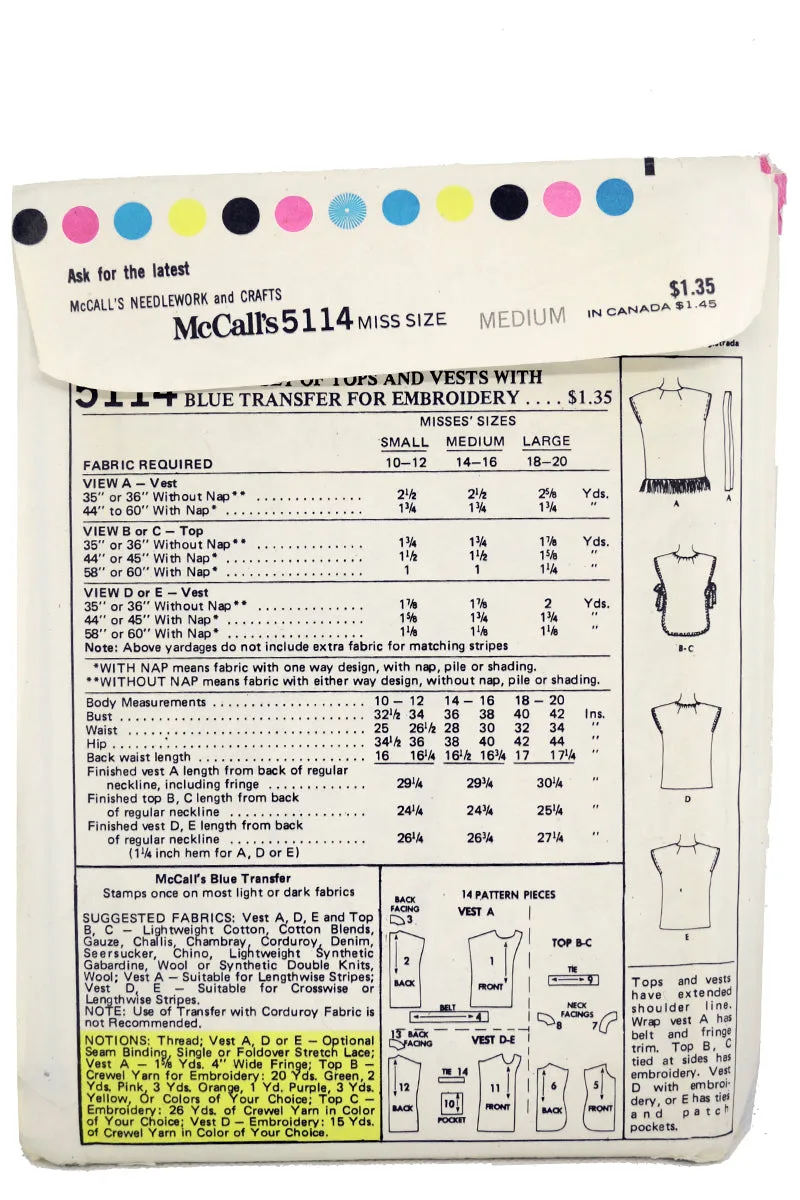 Ask for the latest
McCALL'S NEEDLEWORK and CRAFTS
McCall's 5114 MISS SIZE MEDIUM
$1.35
IN CANADA $1.45
5114 OF TOPS AND VESTS WITH
BLUE TRANSFER FOR EMBROIDERY .... $1.35
MISSES' SIZES
SMALL MEDIUM LARGE
FABRIC REQUIRED 10–12 14–16 18–20
VIEW A – Vest
35" or 36" Without Nap** .............. 2½ 2½ 2⅝ Yds.
44" to 60" With Nap* .................. 1¾ 1¾ 1¾ "
VIEW B or C – Top
35" or 36" Without Nap** .............. 1¾ 1¾ 1⅞ Yds.
44" or 45" With Nap* .................. 1½ 1½ 1⅝ "
58" or 60" With Nap* .................. 1 1 1¼ "
VIEW D or E – Vest
35" or 36" Without Nap** .............. 1⅞ 1⅞ 2 Yds.
44" or 45" With Nap* .................. 1⅝ 1¾ 1¾ "
58" or 60" With Nap* .................. 1⅛ 1⅛ 1⅛ "
Note: Above yardages do not include extra fabric for matching stripes
*WITH NAP means fabric with one way design, with nap, pile or shading.
**WITHOUT NAP means fabric with either way design, without nap, pile or shading.
Body Measurements .................. 10 – 12 14 – 16 18 – 20
Bust .................. 32½ 34 36 38 40 42 Ins.
Waist .................. 25 26½ 28 30 32 34 "
Hip .................. 34½ 36 38 40 42 44 "
Back waist length .................. 16 16¼ 16½ 16¾ 17 17¼ "
Finished vest A length from back of regular
neckline, including fringe ............. 29¼ 29¾ 30¼ "
Finished top B, C length from back
of regular neckline .................. 24¼ 24¾ 25¼ "
Finished vest D, E length from back
of regular neckline .................. 26¼ 26¾ 27¼ "
(1¼ inch hem for A, D or E)
McCall's Blue Transfer
Stamps once on most light or dark fabrics
SUGGESTED FABRICS: Vest A, D, E and Top
B, C – Lightweight Cotton, Cotton Blends,
Gauze, Challis, Chambray, Corduroy, Denim,
Seersucker, Chino, Lightweight Synthetic
Gabardine, Wool or Synthetic Double Knits,
Wool; Vest A – Suitable for Lengthwise Stripes;
Vest D, E – Suitable for Crosswise or
Lengthwise Stripes.
NOTE: Use of Transfer with Corduroy Fabric is
not Recommended.
NOTIONS: Thread; Vest A, D or E – Optional
Seam Binding, Single or Foldover Stretch Lace;
Vest A – 1⅝ Yds. 4" Wide Fringe; Top B –
Crewel Yarn for Embroidery: 20 Yds. Green, 2
Yds. Pink, 3 Yds. Orange, 1 Yd. Purple, 3 Yds.
Yellow, Or Colors of Your Choice; Top C –
Embroidery: 26 Yds. of Crewel Yarn in Color
of Your Choice; Vest D – Embroidery: 15 Yds.
of Crewel Yarn in Color of Your Choice.
14 PATTERN PIECES
VEST A
BACK
FACING
3
2
BACK
1
FRONT
BELT
4
TOP B-C
TIE
9
NECK
FACINGS
8 7
6
BACK
5
FRONT
VEST D-E
13 BACK
FACING
12
BACK
TIE 14
10
POCKET
11
FRONT
A
A
B-C
D
E
Tops and vests
have extended
shoulder line.
Wrap vest A has
belt and fringe
trim. Top B, C
tied at sides has
embroidery. Vest
D with embroi-
dery, or E has ties
and patch
pockets.